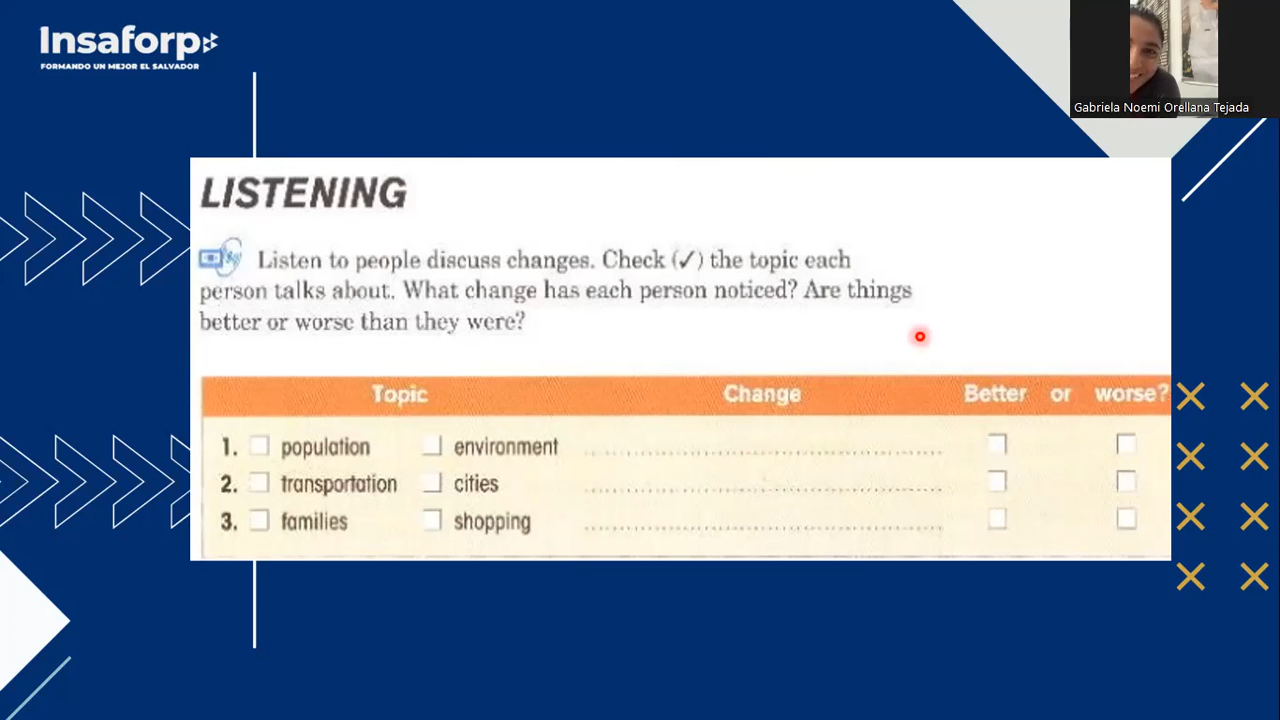 Insaforp
FORMANDO UN MEJOR EL SALVADOR
Gabriela Noemi Orellana Tejada
LISTENING
Listen to people discuss changes. Check (✓) the topic each
person talks about. What change has each person noticed? Are things
better or worse than they were?
Topic Change Better or worse?
1. population environment
2. transportation cities
3. families shopping